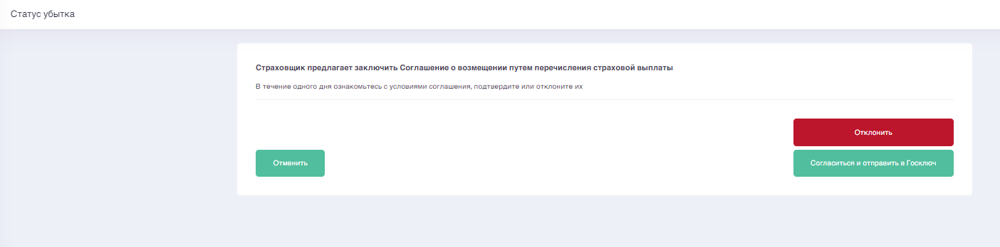 Статус убытка
Страховщик предлагает заключить Соглашение о возмещении путем перечисления страховой выплаты
В течение одного дня ознакомьтесь с условиями соглашения, подтвердите или отклоните их
Отклонить
Отменить
Согласиться и отправить в Госключ